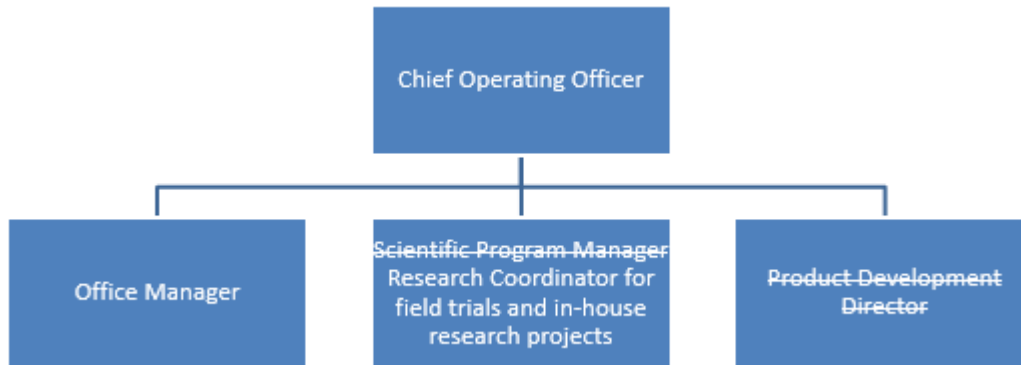 Chief Operating Officer
Office Manager
Scientific Program Manager
Research Coordinator for
field trials and in-house
research projects
Product Development
Director